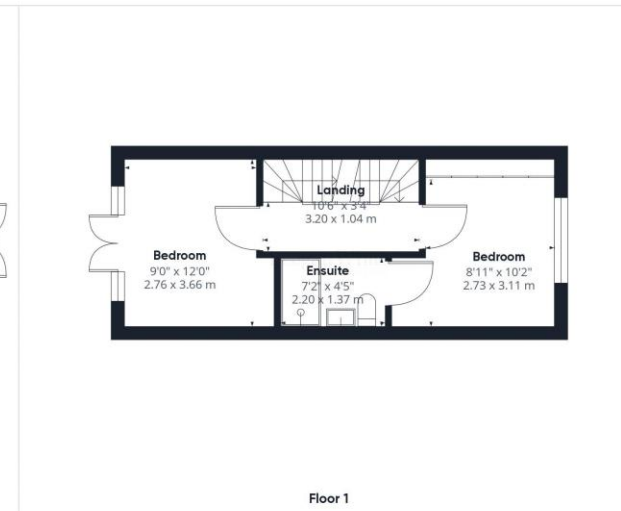 Landing
10'6" x 3'4"
3.20 x 1.04 m
Bedroom
9'0" x 12'0"
2.76 x 3.66 m
Ensuite
7'2" x 4'5"
2.20 x 1.37 m
Bedroom
8'11" x 10'2"
2.73 x 3.11 m
Floor 1